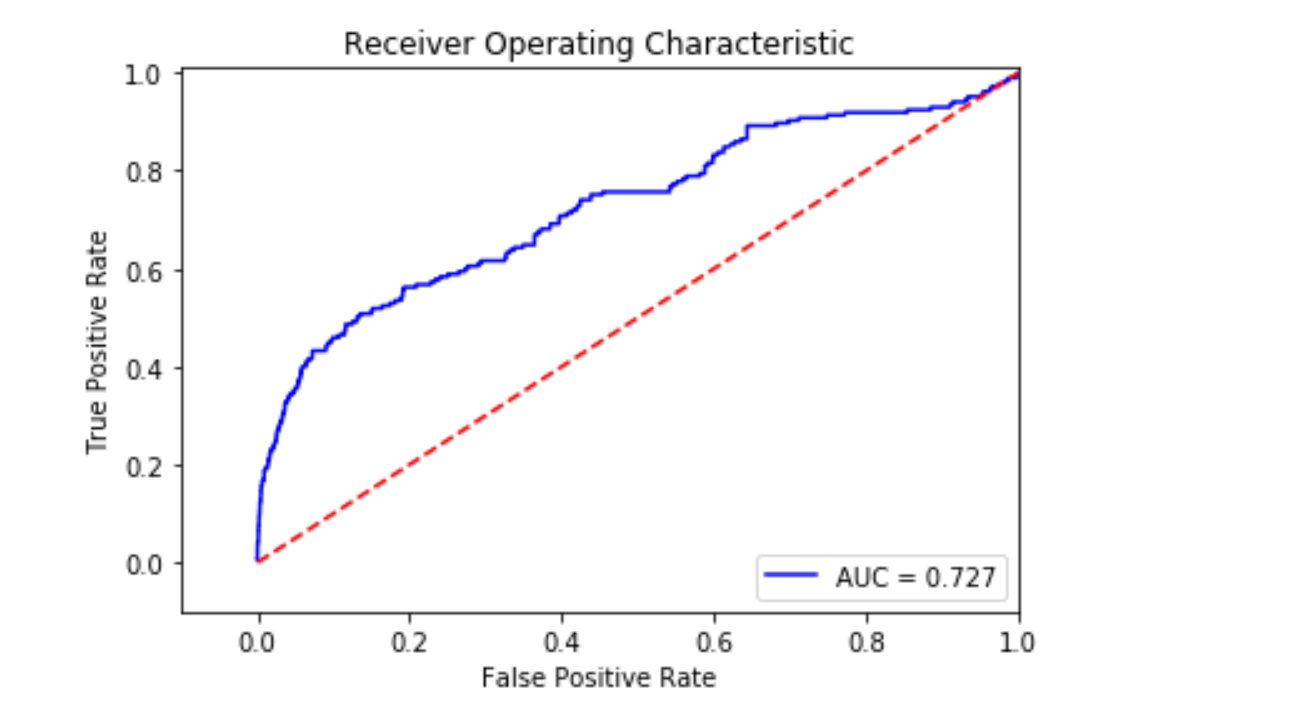 Receiver Operating Characteristic
1.0
0.8
0.6
0.4
0.2
0.0
True Positive Rate
AUC = 0.727
0.0 0.2 0.4 0.6 0.8 1.0
False Positive Rate